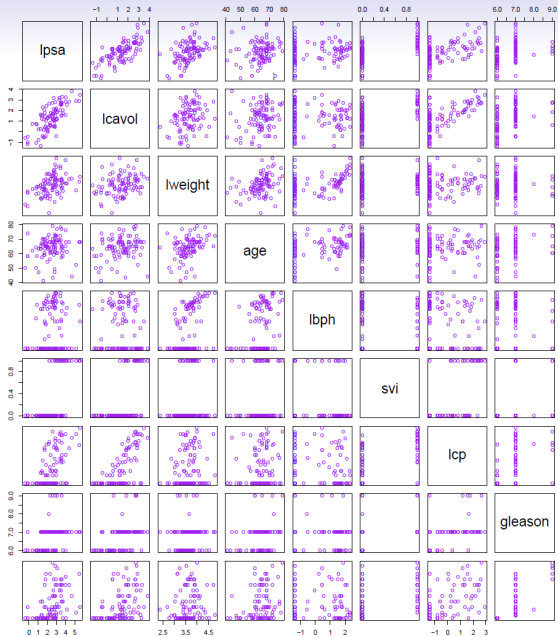 −1 1 2 3 4
40 50 60 70 80
0.0 0.4 0.8
6.0 7.0 8.0 9.0
lpsa
−1 1 2 3 4
lcavol
lweight
40 50 60 70 80
age
lbph
0.0 0.4 0.8
svi
lcp
6.0 7.0 8.0 9.0
gleason
0 1 2 3 4 5
2.5 3.5 4.5
−1 0 1 2
−1 0 1 2 3